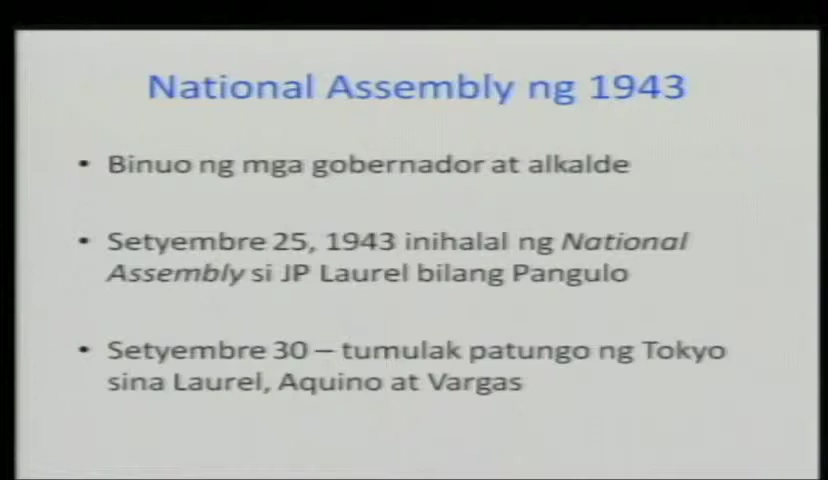 National Assembly ng 1943
• Binuo ng mga gobernador at alkalde
• Setyembre 25, 1943 inihalal ng National
Assembly si JP Laurel bilang Pangulo
• Setyembre 30 – tumulak patungo ng Tokyo
sina Laurel, Aquino at Vargas